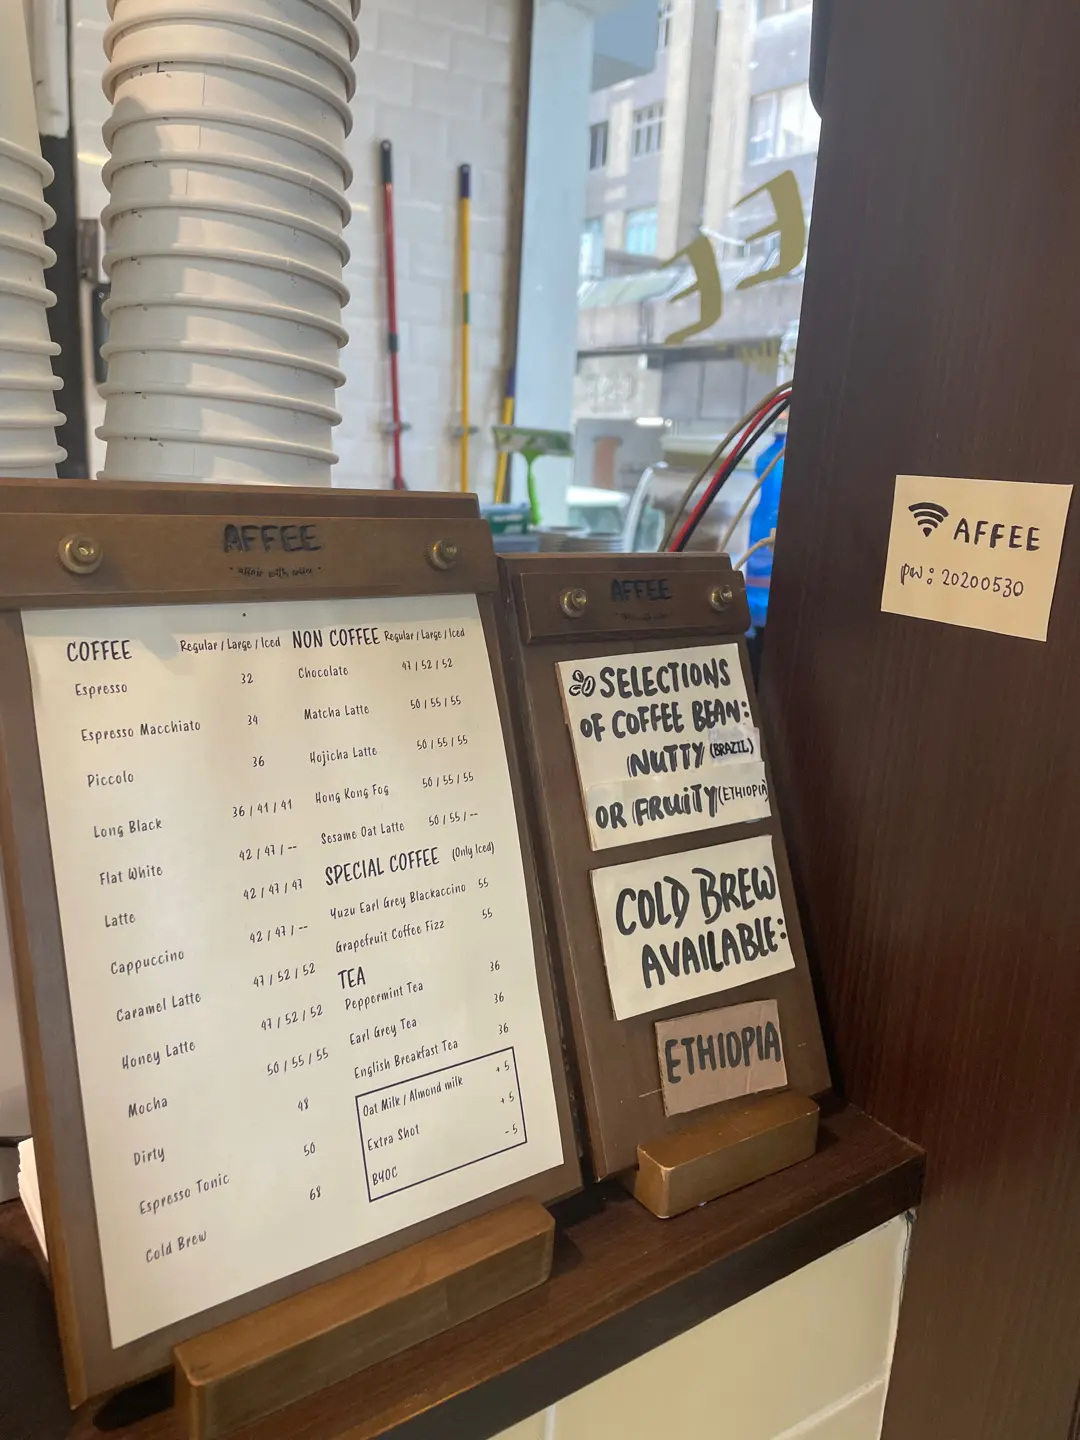 AFFEE
"affair with coffee"
COFFEE Regular / Large / Iced
Espresso 32
Espresso Macchiato 34
Piccolo 36
Long Black 36 / 41 / 41
Flat White 42 / 47 / --
Latte 42 / 47 / 47
Cappuccino 42 / 47 / --
Caramel Latte 47 / 52 / 52
Honey Latte 47 / 52 / 52
Mocha 50 / 55 / 55
Dirty 48
Espresso Tonic 50
Cold Brew 68
NON COFFEE Regular / Large / Iced
Chocolate 47 / 52 / 52
Matcha Latte 50 / 55 / 55
Hojicha Latte 50 / 55 / 55
Hong Kong Fog 50 / 55 / 55
Sesame Oat Latte 50 / 55 / --
SPECIAL COFFEE (Only Iced)
Yuzu Earl Grey Blackaccino 55
Grapefruit Coffee Fizz 55
TEA
Peppermint Tea 36
Earl Grey Tea 36
English Breakfast Tea 36
Oat Milk / Almond milk + 5
Extra Shot + 5
BYOC - 5
AFFEE
SELECTIONS
OF COFFEE BEAN:
NUTTY (BRAZIL)
OR FRUITY (ETHIOPIA)
COLD BREW
AVAILABLE:
ETHIOPIA
AFFEE
pw: 20200530